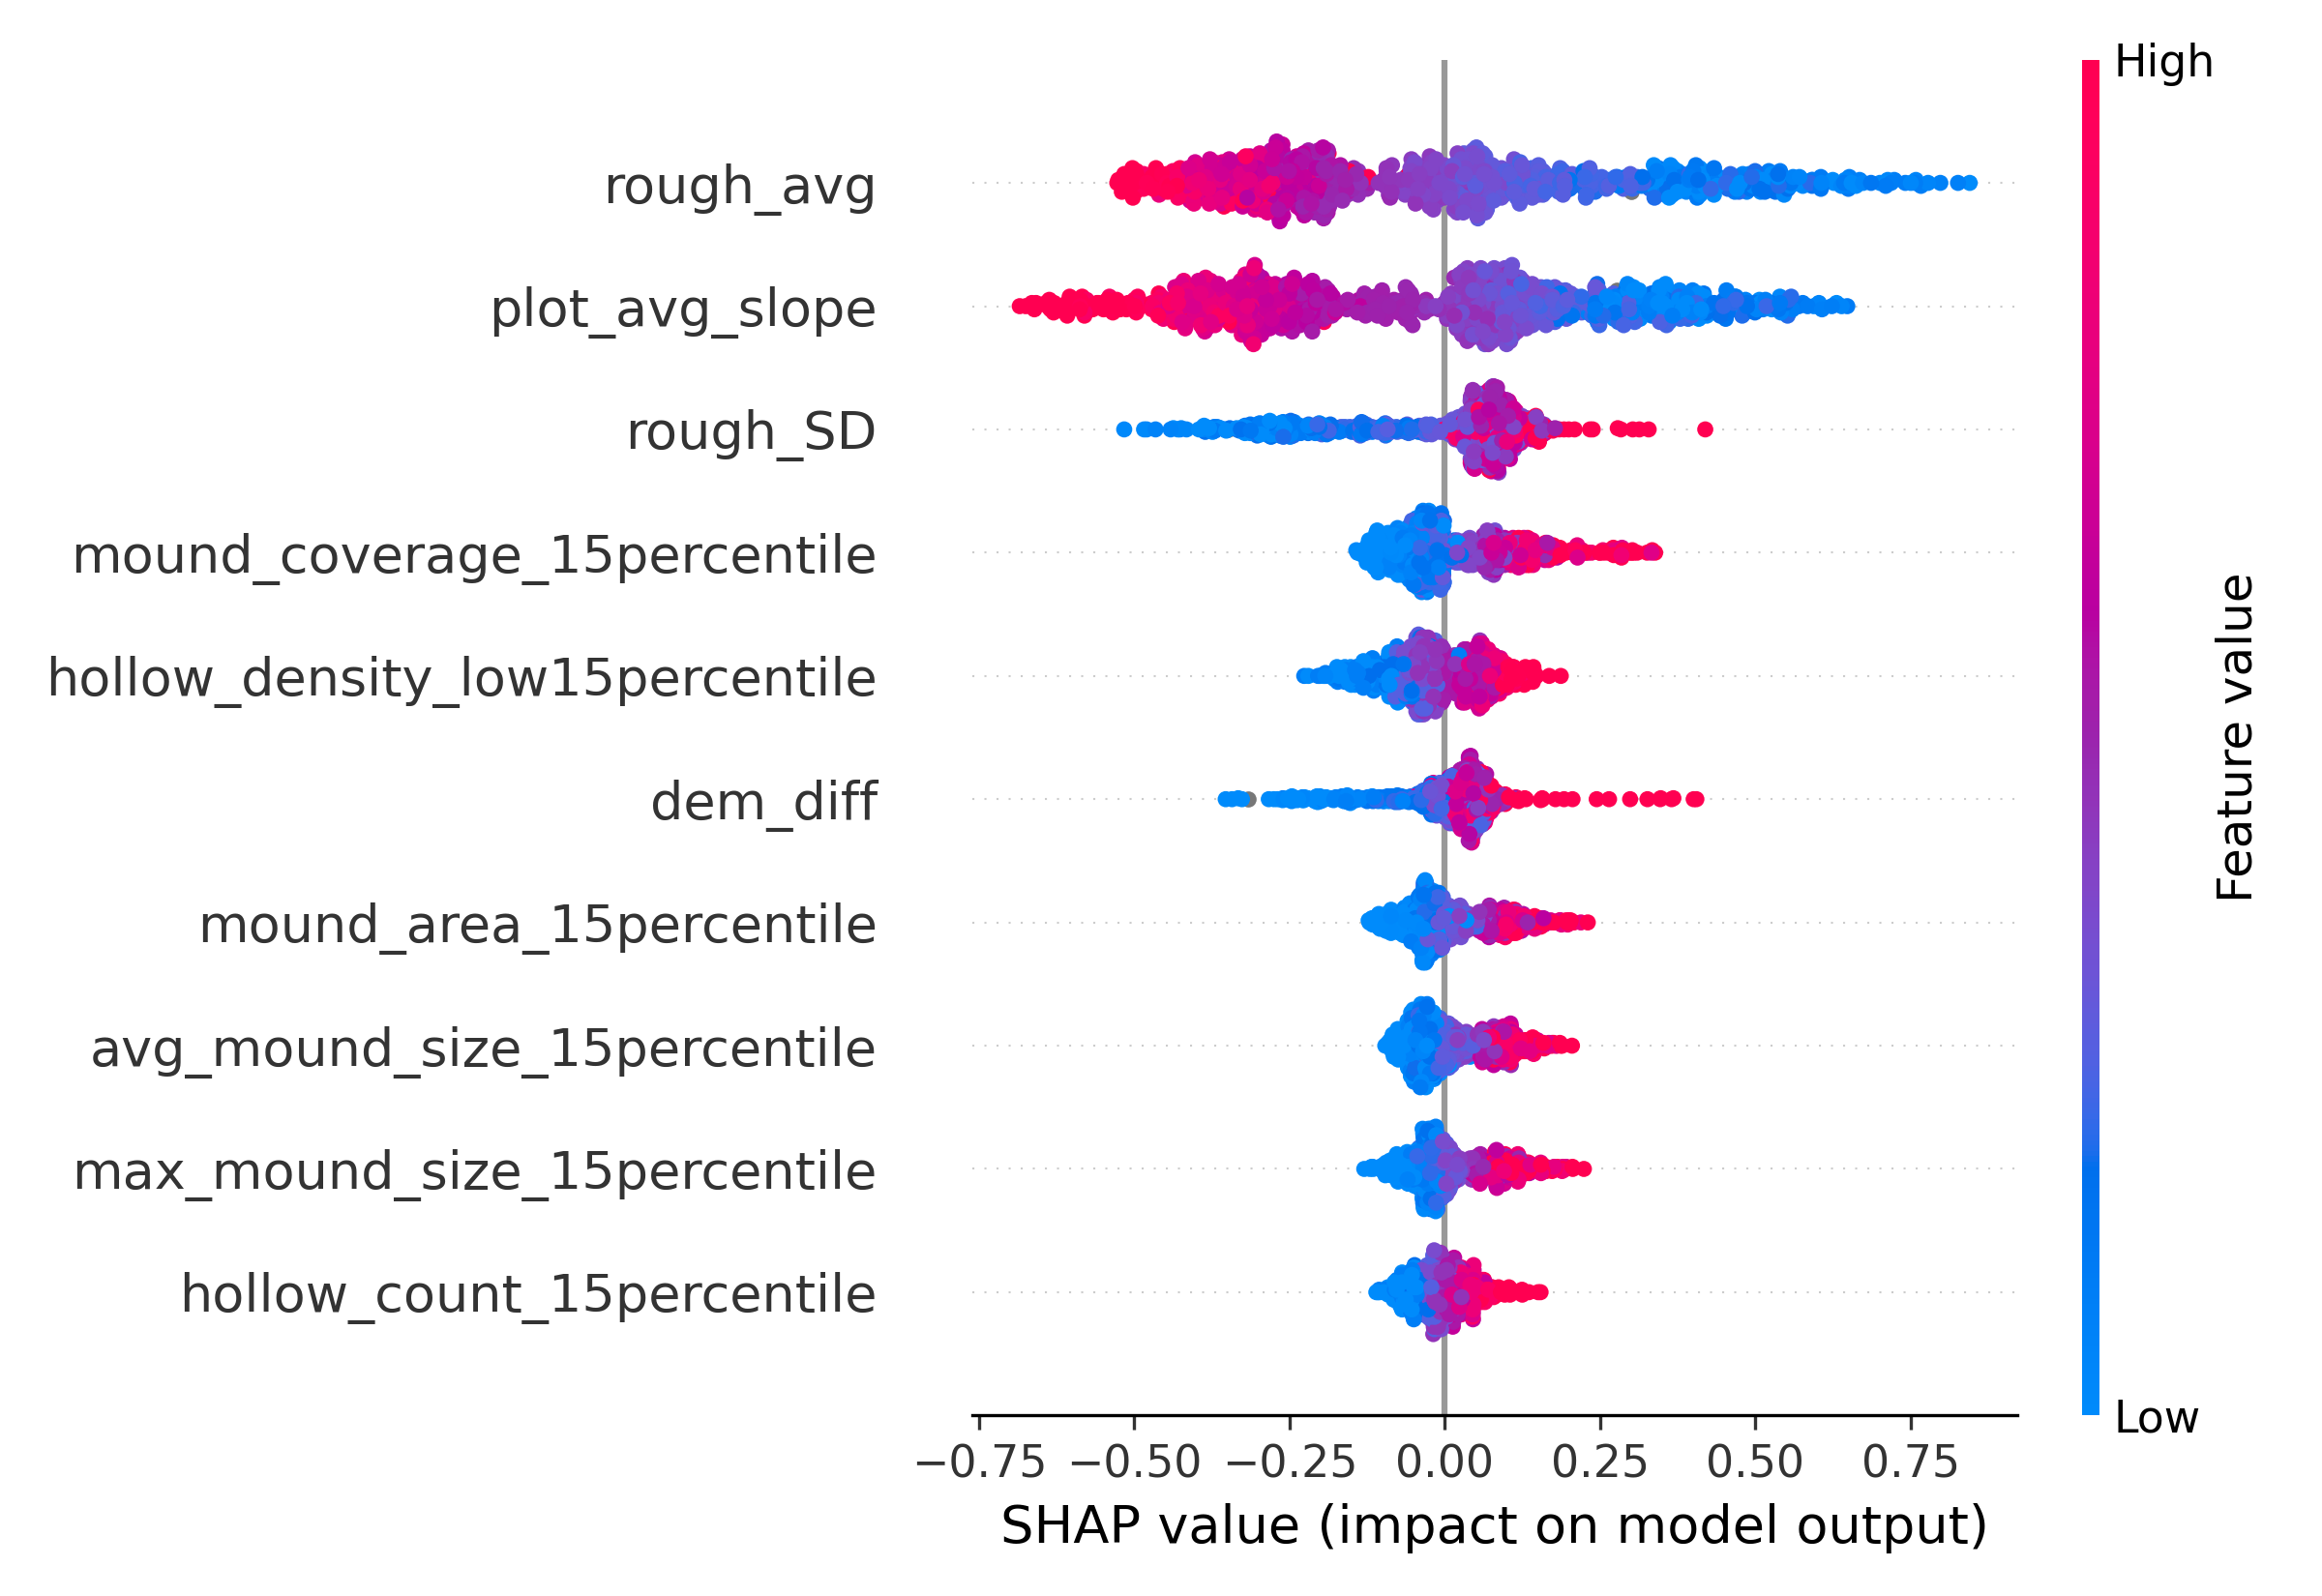 High
rough_avg
plot_avg_slope
rough_SD
mound_coverage_15percentile
hollow_density_low15percentile
dem_diff
mound_area_15percentile
avg_mound_size_15percentile
max_mound_size_15percentile
hollow_count_15percentile
Feature value
Low
−0.75 −0.50 −0.25 0.00 0.25 0.50 0.75
SHAP value (impact on model output)